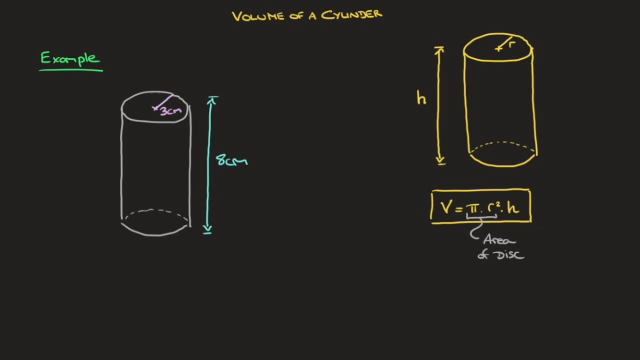 VOLUME OF A CYLINDER
Example
3cm
8cm
r
h
V = π · r² · h
Area
of Disc